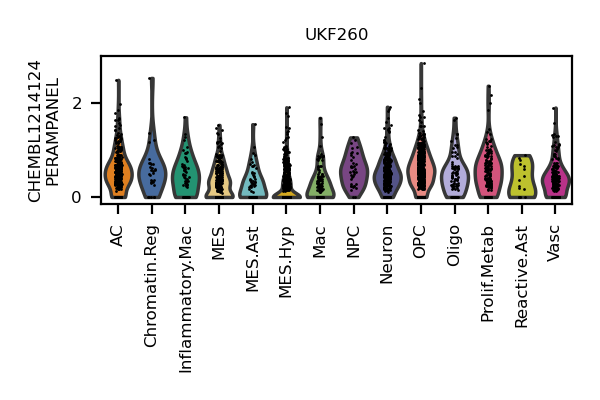 UKF260
CHEMBL1214124
PERAMPANEL
2
0
AC
Chromatin.Reg
Inflammatory.Mac
MES
MES.Ast
MES.Hyp
Mac
NPC
Neuron
OPC
Oligo
Prolif.Metab
Reactive.Ast
Vasc